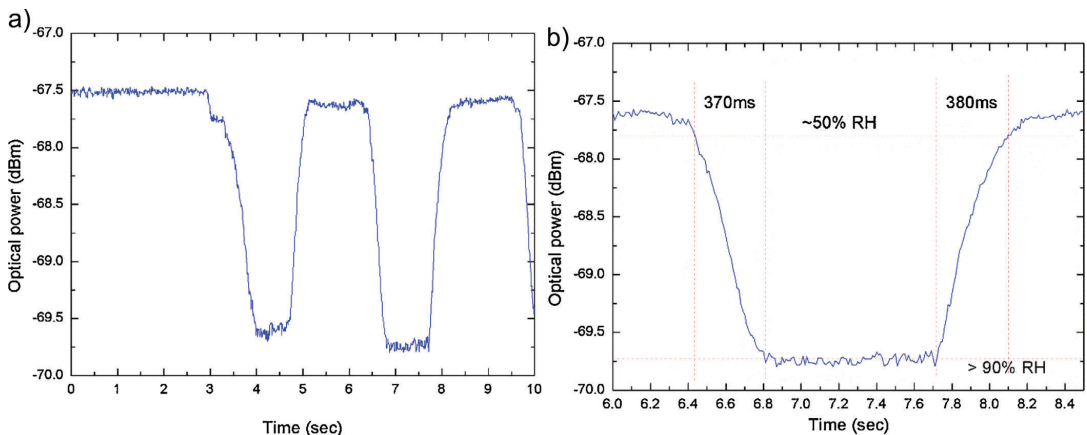 a)
-67.0
-67.5
-68.0
-68.5
-69.0
-69.5
-70.0
Optical power (dBm)
0 1 2 3 4 5 6 7 8 9 10
Time (sec)
b)
-67.0
-67.5
-68.0
-68.5
-69.0
-69.5
-70.0
Optical power (dBm)
370ms
380ms
~50% RH
> 90% RH
6.0 6.2 6.4 6.6 6.8 7.0 7.2 7.4 7.6 7.8 8.0 8.2 8.4
Time (sec)